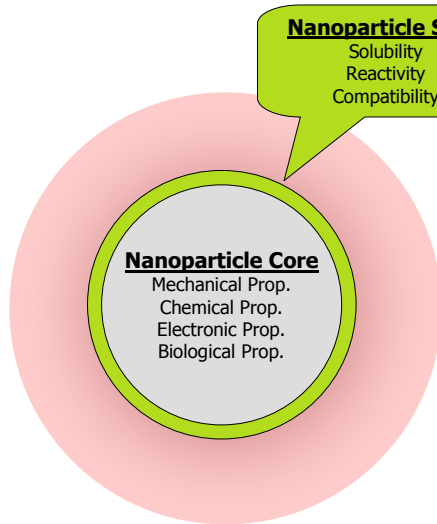 Nanoparticle S
Solubility
Reactivity
Compatibility
Nanoparticle Core
Mechanical Prop.
Chemical Prop.
Electronic Prop.
Biological Prop.